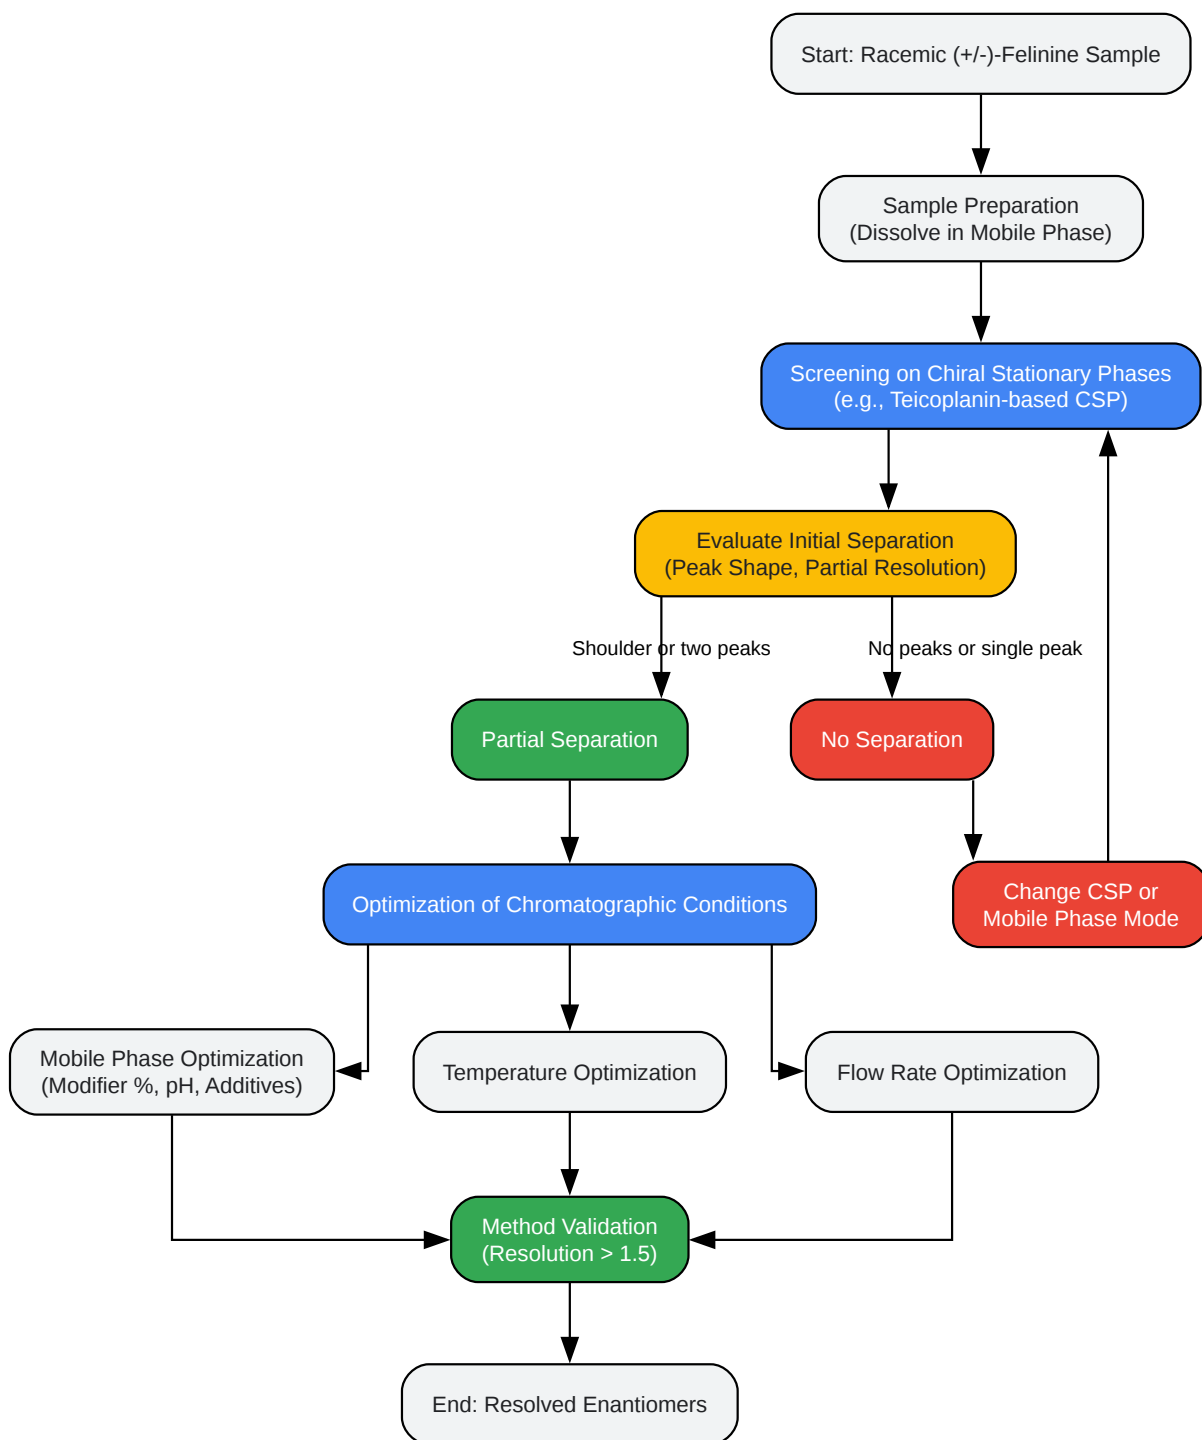 Start: Racemic (+/-)-Felinine Sample
Sample Preparation
(Dissolve in Mobile Phase)
Screening on Chiral Stationary Phases
(e.g., Teicoplanin-based CSP)
Evaluate Initial Separation
(Peak Shape, Partial Resolution)
Shoulder or two peaks
No peaks or single peak
Partial Separation
No Separation
Optimization of Chromatographic Conditions
Change CSP or
Mobile Phase Mode
Mobile Phase Optimization
(Modifier %, pH, Additives)
Temperature Optimization
Flow Rate Optimization
Method Validation
(Resolution > 1.5)
End: Resolved Enantiomers